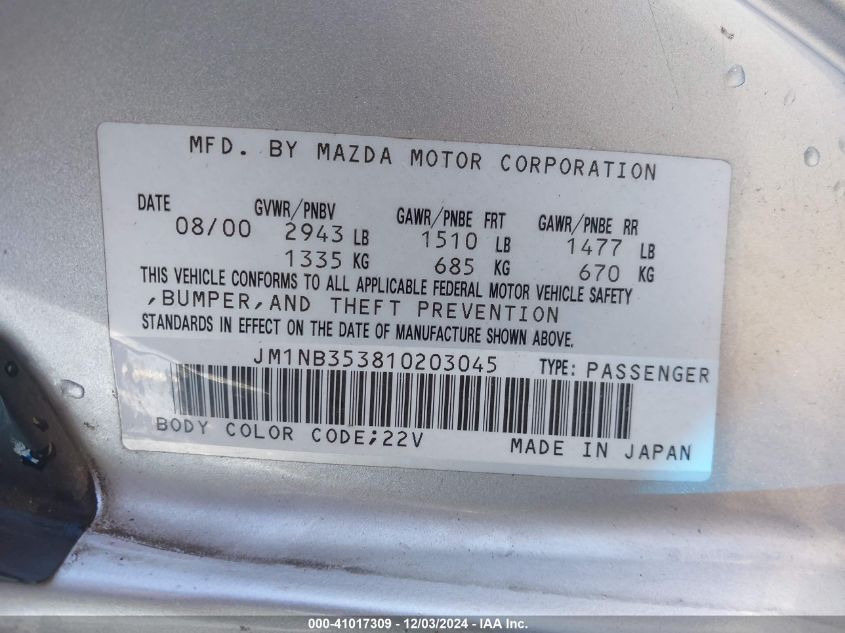 MFD. BY MAZDA MOTOR CORPORATION
DATE GVWR/PNBV GAWR/PNBE FRT GAWR/PNBE RR
08/00 2943 LB 1510 LB 1477 LB
1335 KG 685 KG 670 KG
THIS VEHICLE CONFORMS TO ALL APPLICABLE FEDERAL MOTOR VEHICLE SAFETY
,BUMPER,AND THEFT PREVENTION
STANDARDS IN EFFECT ON THE DATE OF MANUFACTURE SHOWN ABOVE.
JM1NB353810203045 TYPE: PASSENGER
BODY COLOR CODE;22V MADE IN JAPAN
000-41017309 - 12/03/2024 - IAA Inc.